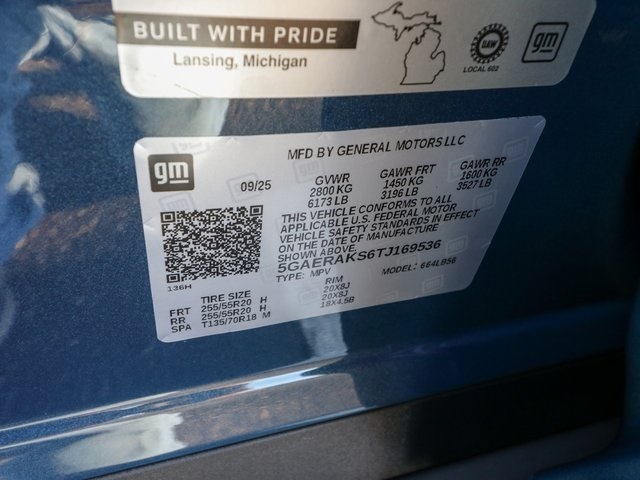 BUILT WITH PRIDE
Lansing, Michigan
UAW
LOCAL 602
gm
gm
MFD BY GENERAL MOTORS LLC
09/25
GVWR
2800 KG
6173 LB
GAWR FRT
1450 KG
3196 LB
GAWR RR
1600 KG
3527 LB
THIS VEHICLE CONFORMS TO ALL
APPLICABLE U.S. FEDERAL MOTOR
VEHICLE SAFETY STANDARDS IN EFFECT
ON THE DATE OF MANUFACTURE
SHOWN ABOVE.
5GAERAKS6TJ169536
TYPE: MPV
MODEL: 664LB56
136H
TIRE SIZE
RIM
FRT 255/55R20 H 20X8J
RR 255/55R20 H 20X8J
SPA T135/70R18 M 18X4.5B